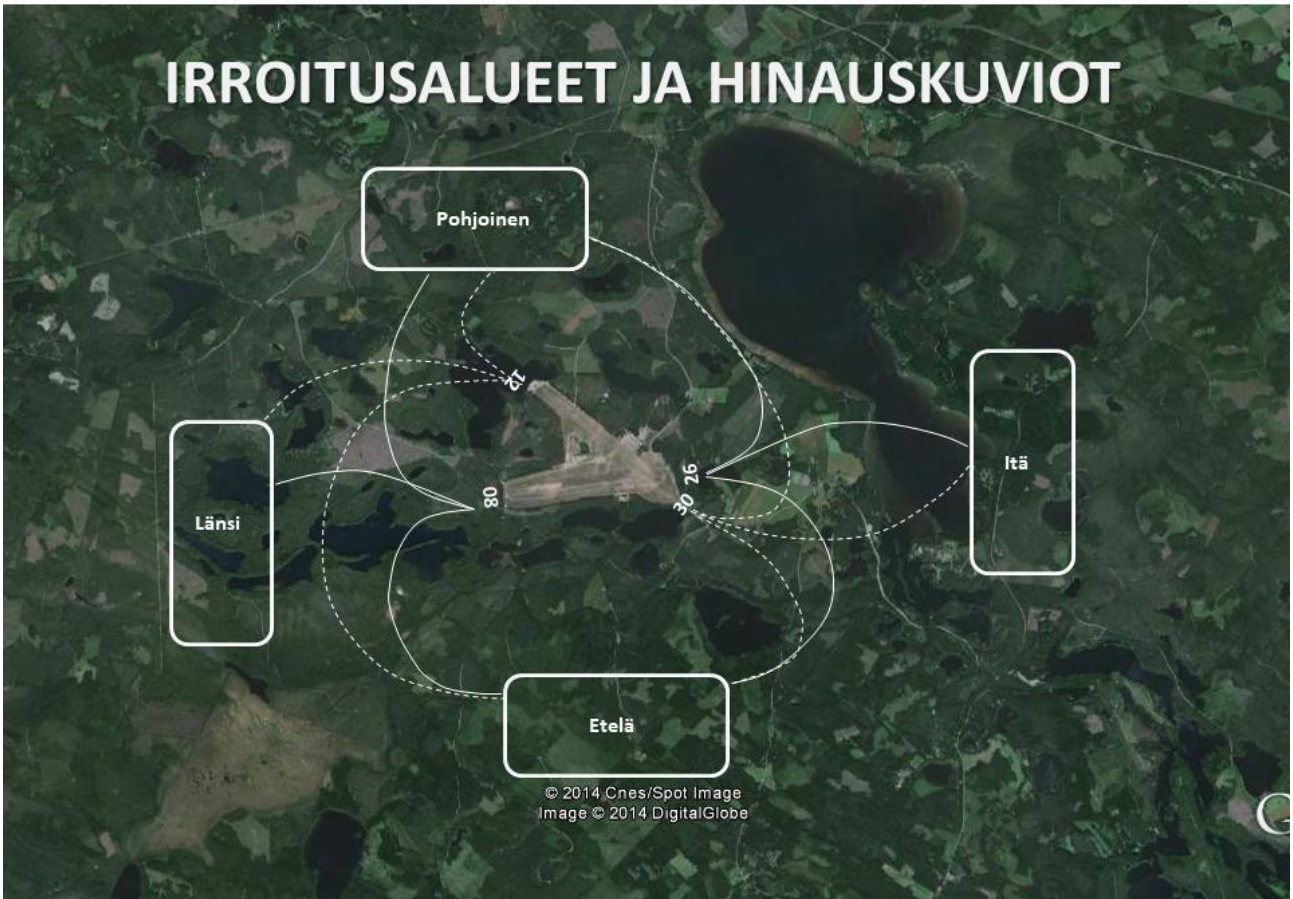 IRROITUSALUEET JA HINAUSKUVIOT
Pohjoinen
12
Itä
26
08
30
Länsi
Etelä
© 2014 Cnes/Spot Image
Image © 2014 DigitalGlobe
G